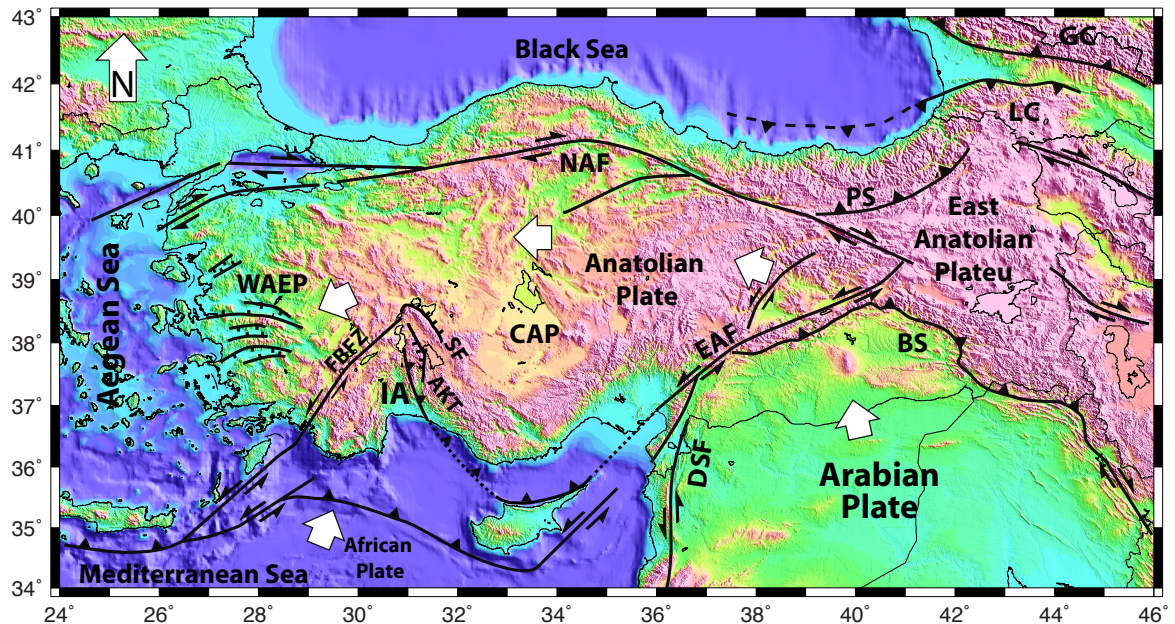 43°
42°
41°
40°
39°
38°
37°
36°
35°
34°
N
Black Sea
GC
LC
NAF
PS
East
Anatolian
Plateu
Anatolian
Plate
WAEP
Aegean Sea
CAP
EAF
BS
FBFZ
SF
IA
AKT
DSF
Arabian
Plate
African
Plate
Mediterranean Sea
24° 26° 28° 30° 32° 34° 36° 38° 40° 42° 44° 46°